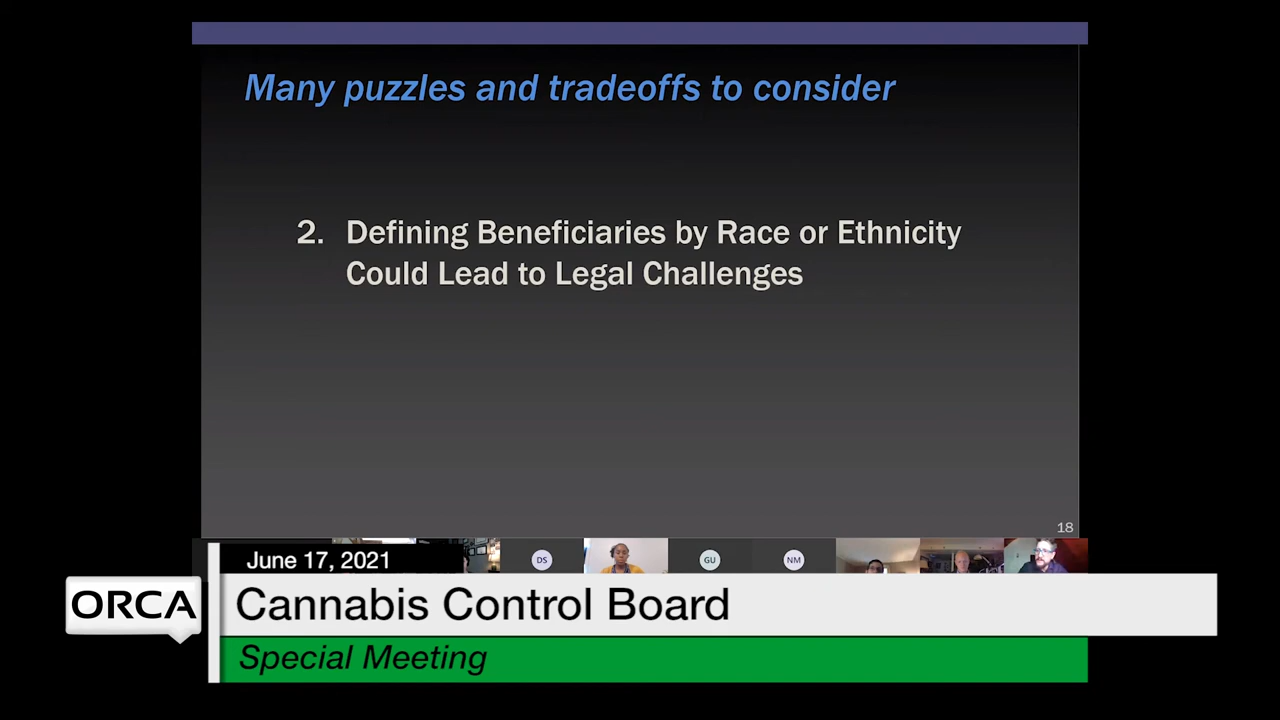 Many puzzles and tradeoffs to consider
2. Defining Beneficiaries by Race or Ethnicity
Could Lead to Legal Challenges
18
DS
GU
NM
June 17, 2021
ORCA
Cannabis Control Board
Special Meeting